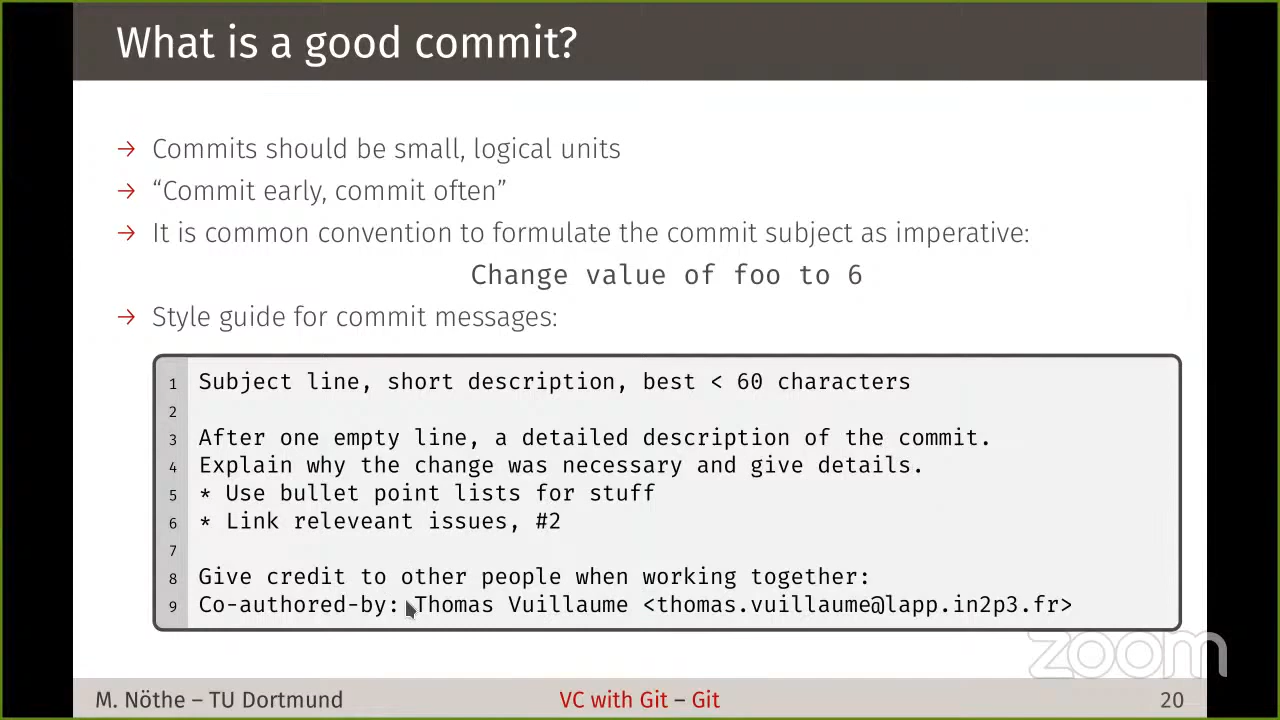 What is a good commit?
→ Commits should be small, logical units
→ “Commit early, commit often”
→ It is common convention to formulate the commit subject as imperative:
Change value of foo to 6
→ Style guide for commit messages:
1 Subject line, short description, best < 60 characters
2
3 After one empty line, a detailed description of the commit.
4 Explain why the change was necessary and give details.
5 * Use bullet point lists for stuff
6 * Link releveant issues, #2
7
8 Give credit to other people when working together:
9 Co-authored-by: Thomas Vuillaume <thomas.vuillaume@lapp.in2p3.fr>
zoom
M. Nöthe – TU Dortmund VC with Git – Git 20